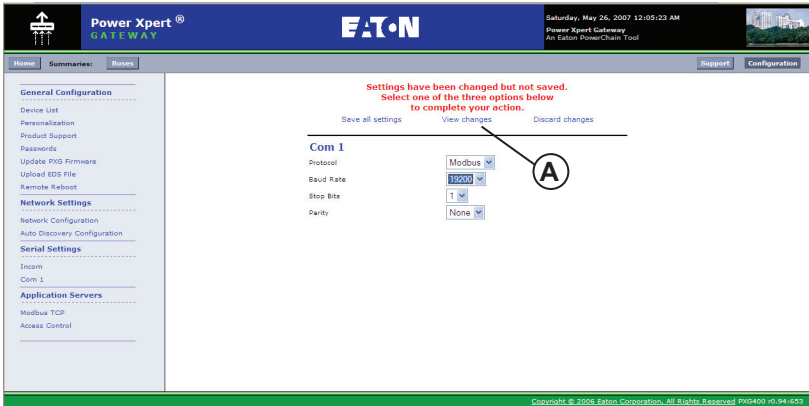 Power Xpert ®
GATEWAY
EATON
Saturday, May 26, 2007 12:05:23 AM
Power Xpert Gateway
An Eaton PowerChain Tool
Home Summaries: Buses Support Configuration
General Configuration
Device List
Personalization
Product Support
Passwords
Update PXG Firmware
Upload EDS File
Remote Reboot
Network Settings
Network Configuration
Auto Discovery Configuration
Serial Settings
Incom
Com 1
Application Servers
Modbus TCP
Access Control
Settings have been changed but not saved.
Select one of the three options below
to complete your action.
Save all settings View changes Discard changes
Com 1
Protocol Modbus
Baud Rate 19200
Stop Bits 1
Parity None
A
Copyright © 2006 Eaton Corporation. All Rights Reserved PXG400 r0.94:653